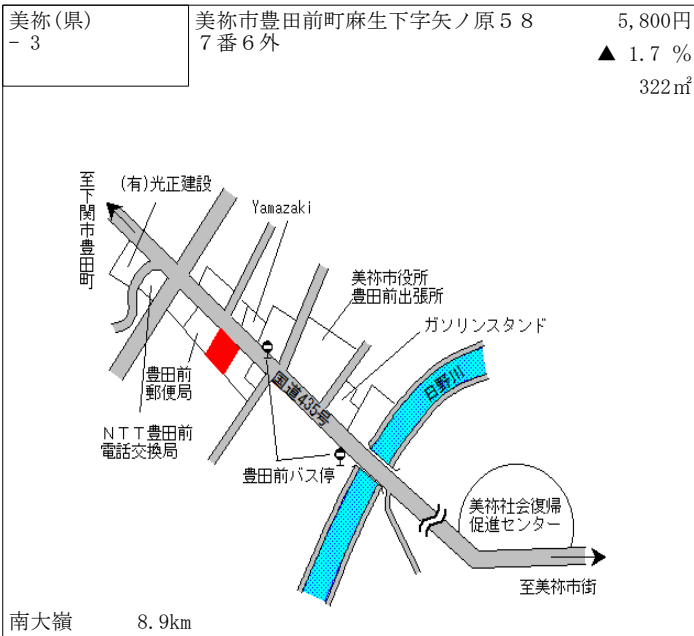 美祢(県)
- 3
美祢市豊田前町麻生下字矢ノ原５８
７番６外
5,800円
▲ 1.7 %
322㎡
至下関市豊田町
(有)光正建設
Yamazaki
美祢市役所
豊田前出張所
ガソリンスタンド
日野川
国道435号
豊田前
郵便局
ＮＴＴ豊田前
電話交換局
豊田前バス停
美祢社会復帰
促進センター
至美祢市街
南大嶺 8.9km